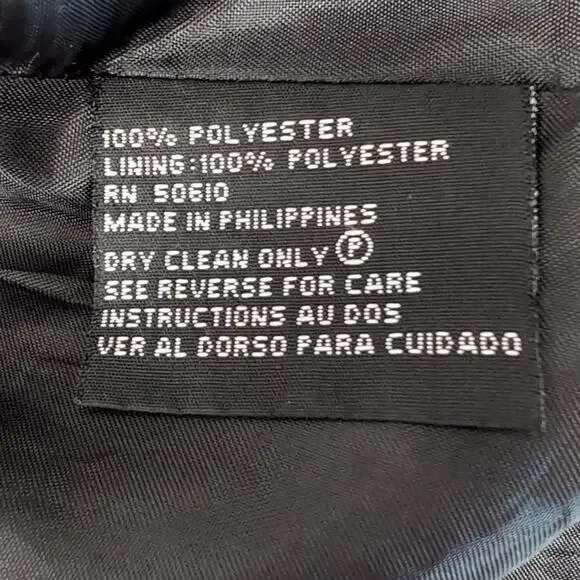 100% POLYESTER
LINING:100% POLYESTER
RN 50610
MADE IN PHILIPPINES
DRY CLEAN ONLY Ⓟ
SEE REVERSE FOR CARE
INSTRUCTIONS AU DOS
VER AL DORSO PARA CUIDADO